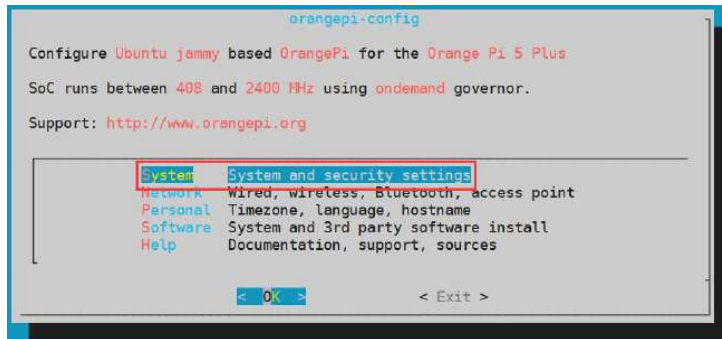 orangepi-config
Configure Ubuntu jammy based OrangePi for the Orange Pi 5 Plus
SoC runs between 408 and 2400 MHz using ondemand governor.
Support: http://www.orangepi.org
System System and security settings
Network Wired, wireless, Bluetooth, access point
Personal Timezone, language, hostname
Software System and 3rd party software install
Help Documentation, support, sources
< OK > < Exit >